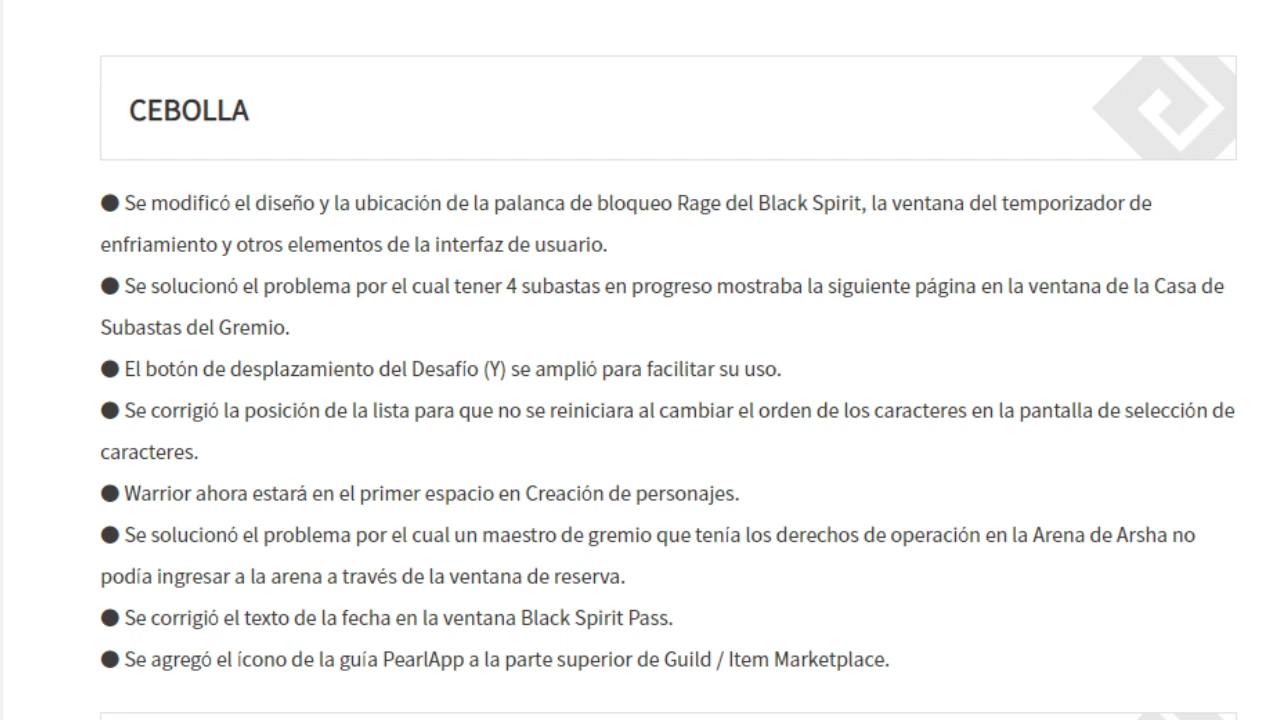 CEBOLLA
● Se modificó el diseño y la ubicación de la palanca de bloqueo Rage del Black Spirit, la ventana del temporizador de
enfriamiento y otros elementos de la interfaz de usuario.
● Se solucionó el problema por el cual tener 4 subastas en progreso mostraba la siguiente página en la ventana de la Casa de
Subastas del Gremio.
● El botón de desplazamiento del Desafío (Y) se amplió para facilitar su uso.
● Se corrigió la posición de la lista para que no se reiniciara al cambiar el orden de los caracteres en la pantalla de selección de
caracteres.
● Warrior ahora estará en el primer espacio en Creación de personajes.
● Se solucionó el problema por el cual un maestro de gremio que tenía los derechos de operación en la Arena de Arsha no
podía ingresar a la arena a través de la ventana de reserva.
● Se corrigió el texto de la fecha en la ventana Black Spirit Pass.
● Se agregó el ícono de la guía PearlApp a la parte superior de Guild / Item Marketplace.